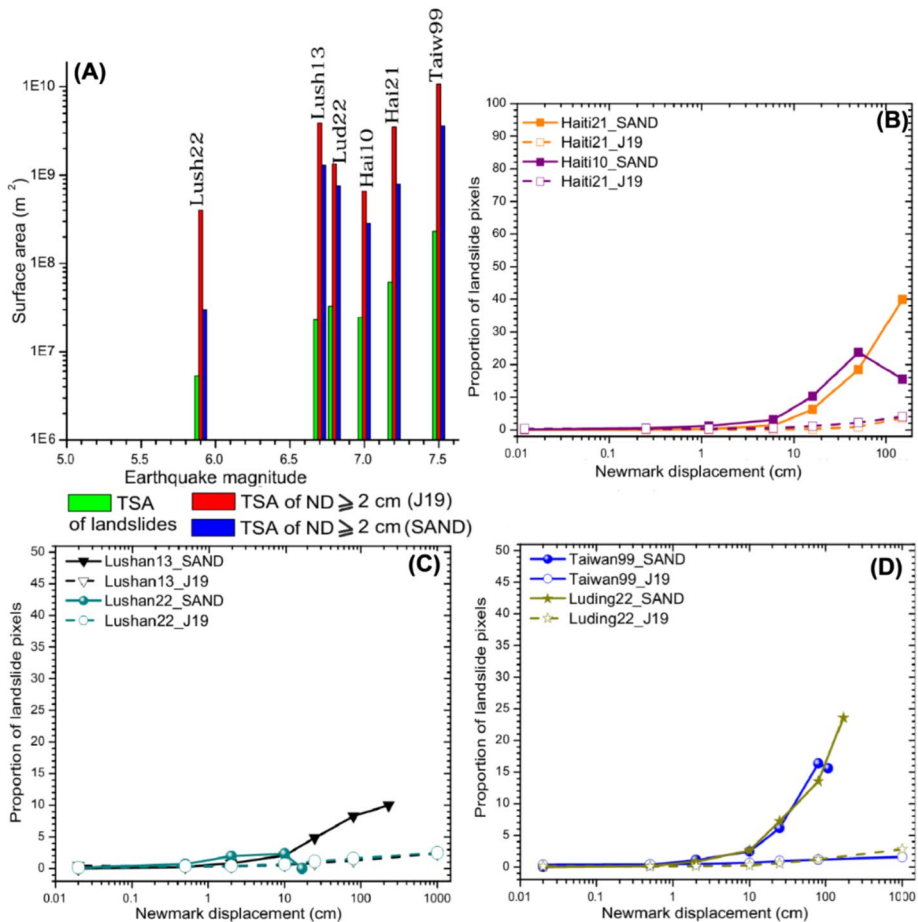 (A)
Lush22
Lush13
Lud22
Hai10
Hai21
Taiw99
1E10
1E9
1E8
1E7
1E6
Surface area (m²)
5.0 5.5 6.0 6.5 7.0 7.5
Earthquake magnitude
TSA of landslides
TSA of ND ≥ 2 cm (J19)
TSA of ND ≥ 2 cm (SAND)
(B)
Haiti21_SAND
Haiti21_J19
Haiti10_SAND
Haiti21_J19
100
90
80
70
60
50
40
30
20
10
0
Proportion of landslide pixels
0.01 0.1 1 10 100
Newmark displacement (cm)
(C)
Lushan13_SAND
Lushan13_J19
Lushan22_SAND
Lushan22_J19
50
45
40
35
30
25
20
15
10
5
0
Proportion of landslide pixels
0.01 0.1 1 10 100 1000
Newmark displacement (cm)
(D)
Taiwan99_SAND
Taiwan99_J19
Luding22_SAND
Luding22_J19
50
45
40
35
30
25
20
15
10
5
0
Proportion of landslide pixels
0.01 0.1 1 10 100 1000
Newmark displacement (cm)